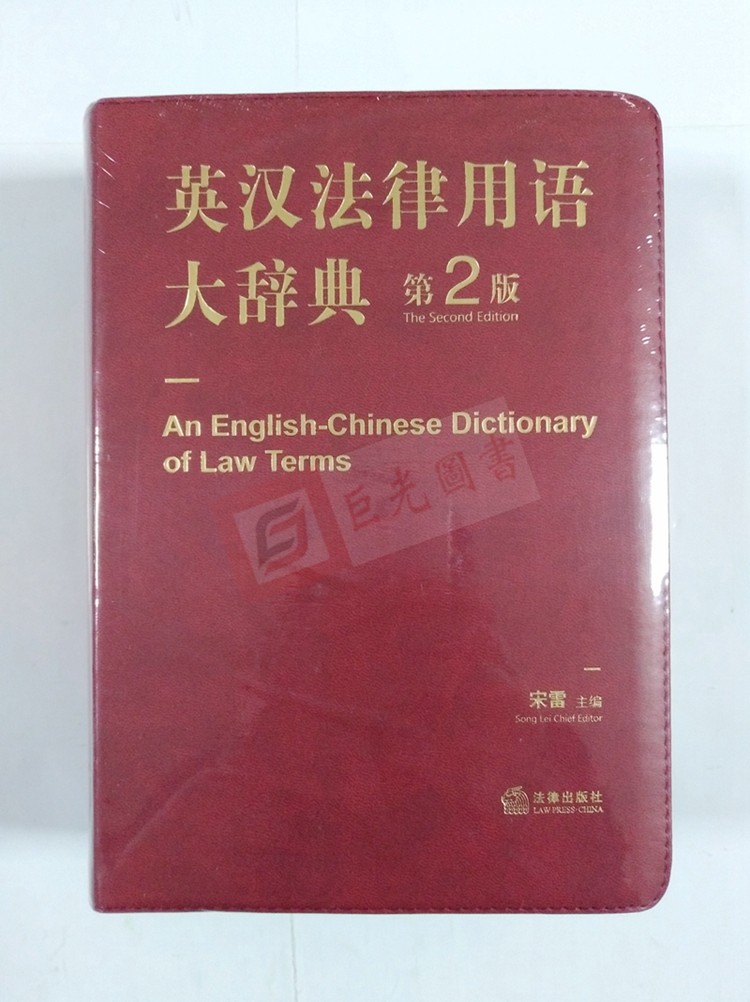 英汉法律用语
大辞典 第2版
The Second Edition
An English-Chinese Dictionary
of Law Terms
巨光圖書
宋雷 主编
Song Lei Chief Editor
法律出版社
LAW PRESS·CHINA